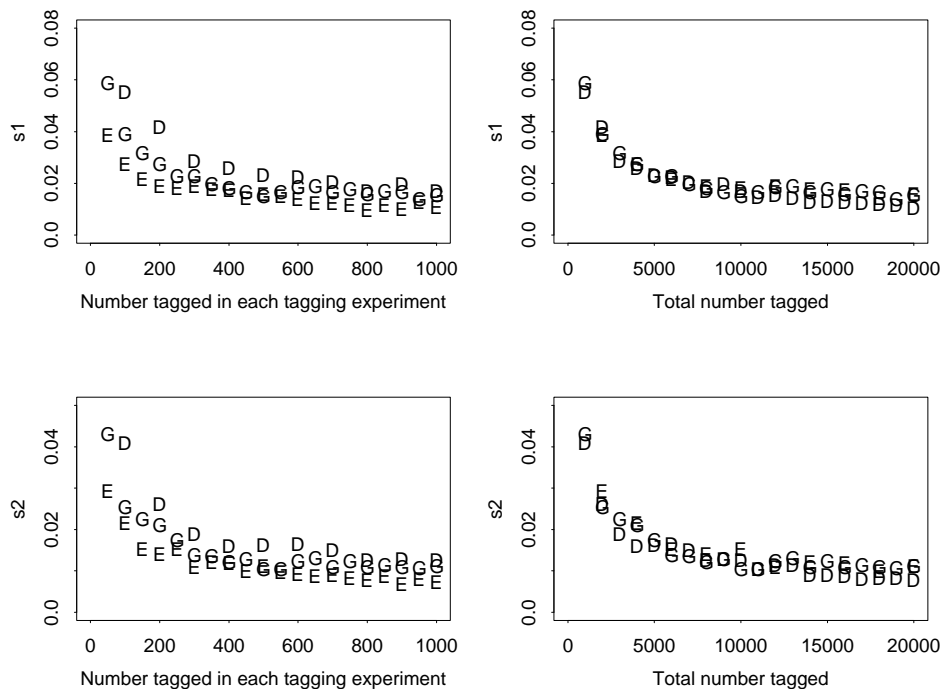 s1
0.0 0.02 0.04 0.06 0.08
0 200 400 600 800 1000
Number tagged in each tagging experiment
s1
0.0 0.02 0.04 0.06 0.08
0 5000 10000 15000 20000
Total number tagged
s2
0.0 0.02 0.04
0 200 400 600 800 1000
Number tagged in each tagging experiment
s2
0.0 0.02 0.04
0 5000 10000 15000 20000
Total number tagged